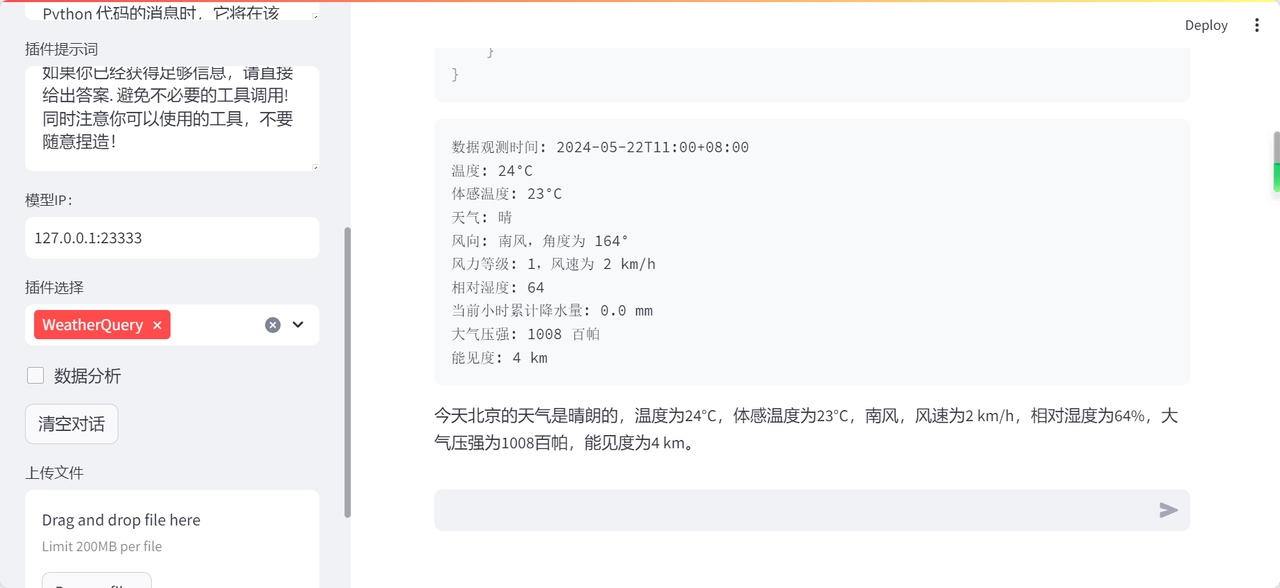 Python 代码的消息时，它将在该
插件提示词
如果你已经获得足够信息，请直接
给出答案. 避免不必要的工具调用!
同时注意你可以使用的工具，不要
随意捏造!
模型IP：
127.0.0.1:23333
插件选择
WeatherQuery ×
数据分析
清空对话
上传文件
Drag and drop file here
Limit 200MB per file
Deploy
}
}
数据观测时间: 2024-05-22T11:00+08:00
温度: 24°C
体感温度: 23°C
天气: 晴
风向: 南风，角度为 164°
风力等级: 1，风速为 2 km/h
相对湿度: 64
当前小时累计降水量: 0.0 mm
大气压强: 1008 百帕
能见度: 4 km
今天北京的天气是晴朗的，温度为24°C，体感温度为23°C，南风，风速为2 km/h，相对湿度为64%，大
气压强为1008百帕，能见度为4 km。